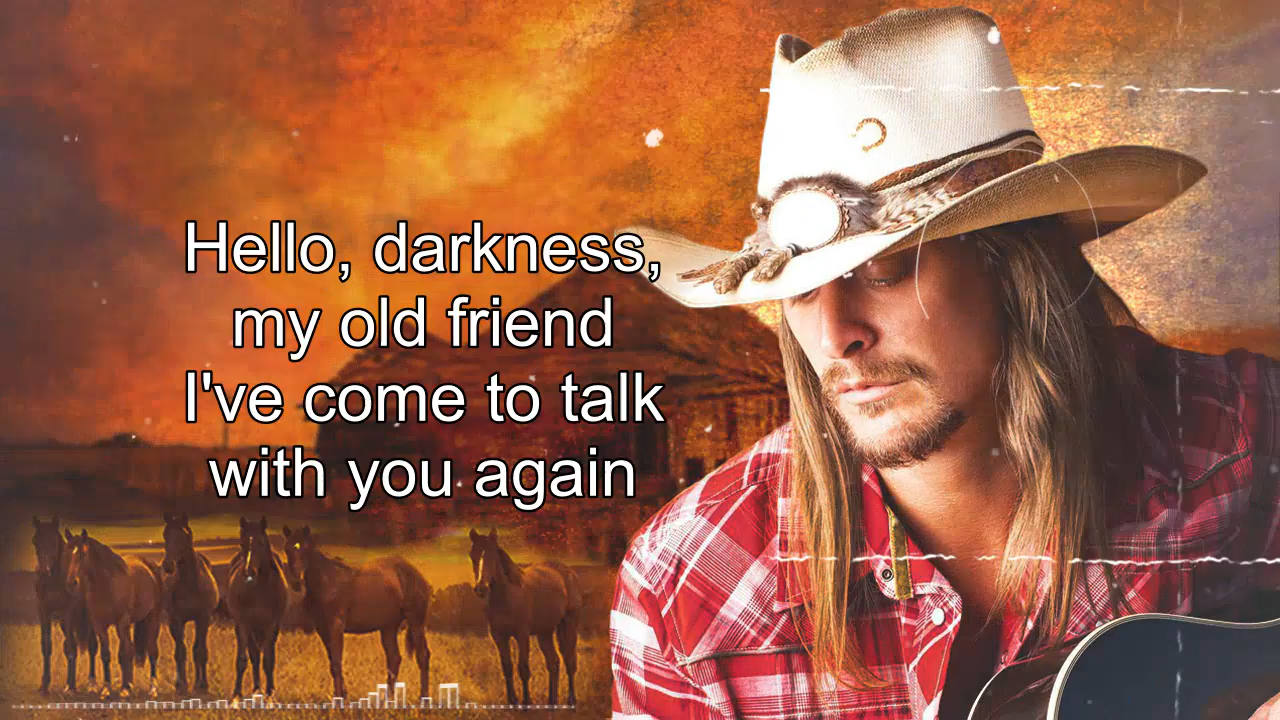 Hello, darkness,
my old friend
I've come to talk
with you again